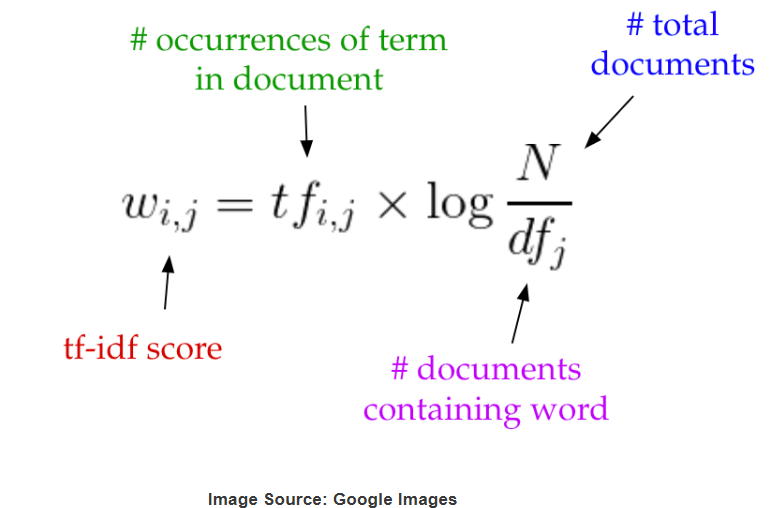 # occurrences of term
in document
# total
documents
w_{i,j} = tf_{i,j} × log N/df_j
tf-idf score
# documents
containing word
Image Source: Google Images